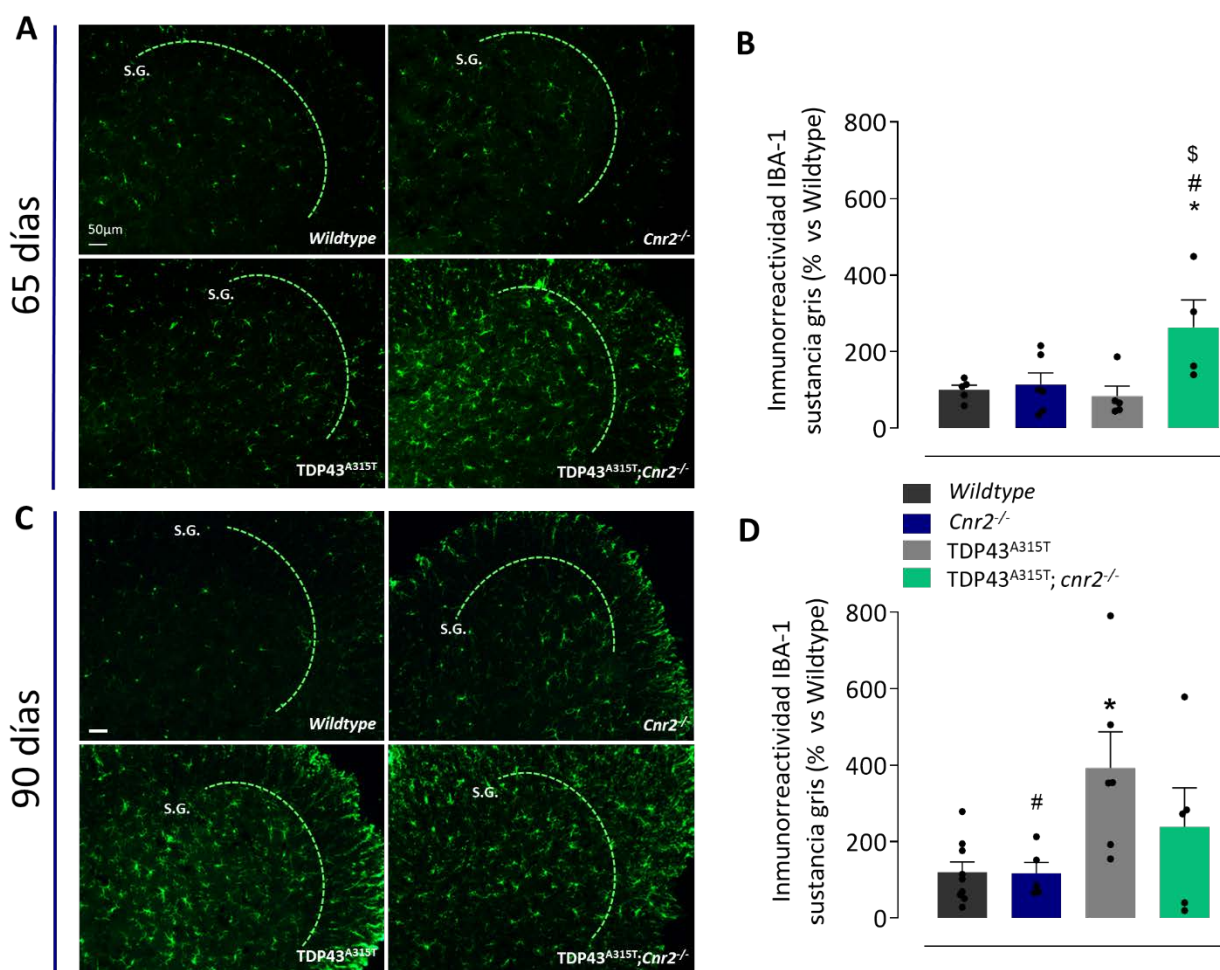 A
65 días
S.G.
50µm
Wildtype
S.G.
Cnr2-/-
S.G.
TDP43A315T
TDP43A315T;Cnr2-/-
B
Inmunorreactividad IBA-1
sustancia gris (% vs Wildtype)
800
600
400
200
0
$
#
*
Wildtype
Cnr2-/-
TDP43A315T
TDP43A315T; cnr2-/-
C
90 días
S.G.
Wildtype
S.G.
Cnr2-/-
S.G.
TDP43A315T
S.G.
TDP43A315T;Cnr2-/-
D
Inmunorreactividad IBA-1
sustancia gris (% vs Wildtype)
800
600
400
200
0
#
*